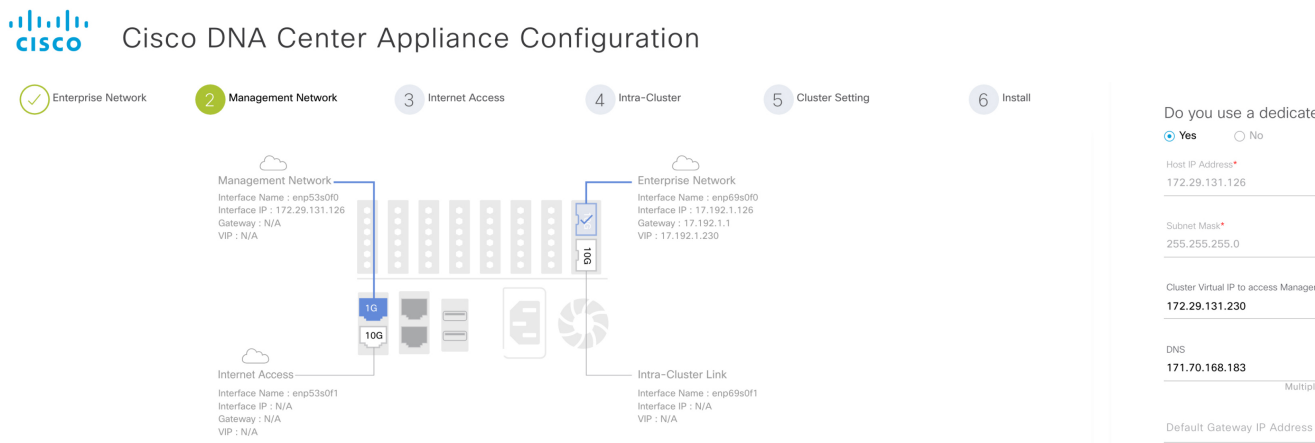 CISCO
Cisco DNA Center Appliance Configuration
Enterprise Network
2 Management Network
3 Internet Access
4 Intra-Cluster
5 Cluster Setting
6 Install
Management Network
Interface Name : enp53s0f0
Interface IP : 172.29.131.126
Gateway : N/A
VIP : N/A
Enterprise Network
Interface Name : enp69s0f0
Interface IP : 17.192.1.126
Gateway : 17.192.1.1
VIP : 17.192.1.230
10G
1G
10G
Internet Access
Interface Name : enp53s0f1
Interface IP : N/A
Gateway : N/A
VIP : N/A
Intra-Cluster Link
Interface Name : enp69s0f1
Interface IP : N/A
VIP : N/A
Do you use a dedicate
Yes No
Host IP Address*
172.29.131.126
Subnet Mask*
255.255.255.0
Cluster Virtual IP to access Manager
172.29.131.230
DNS
171.70.168.183
Multipl
Default Gateway IP Address